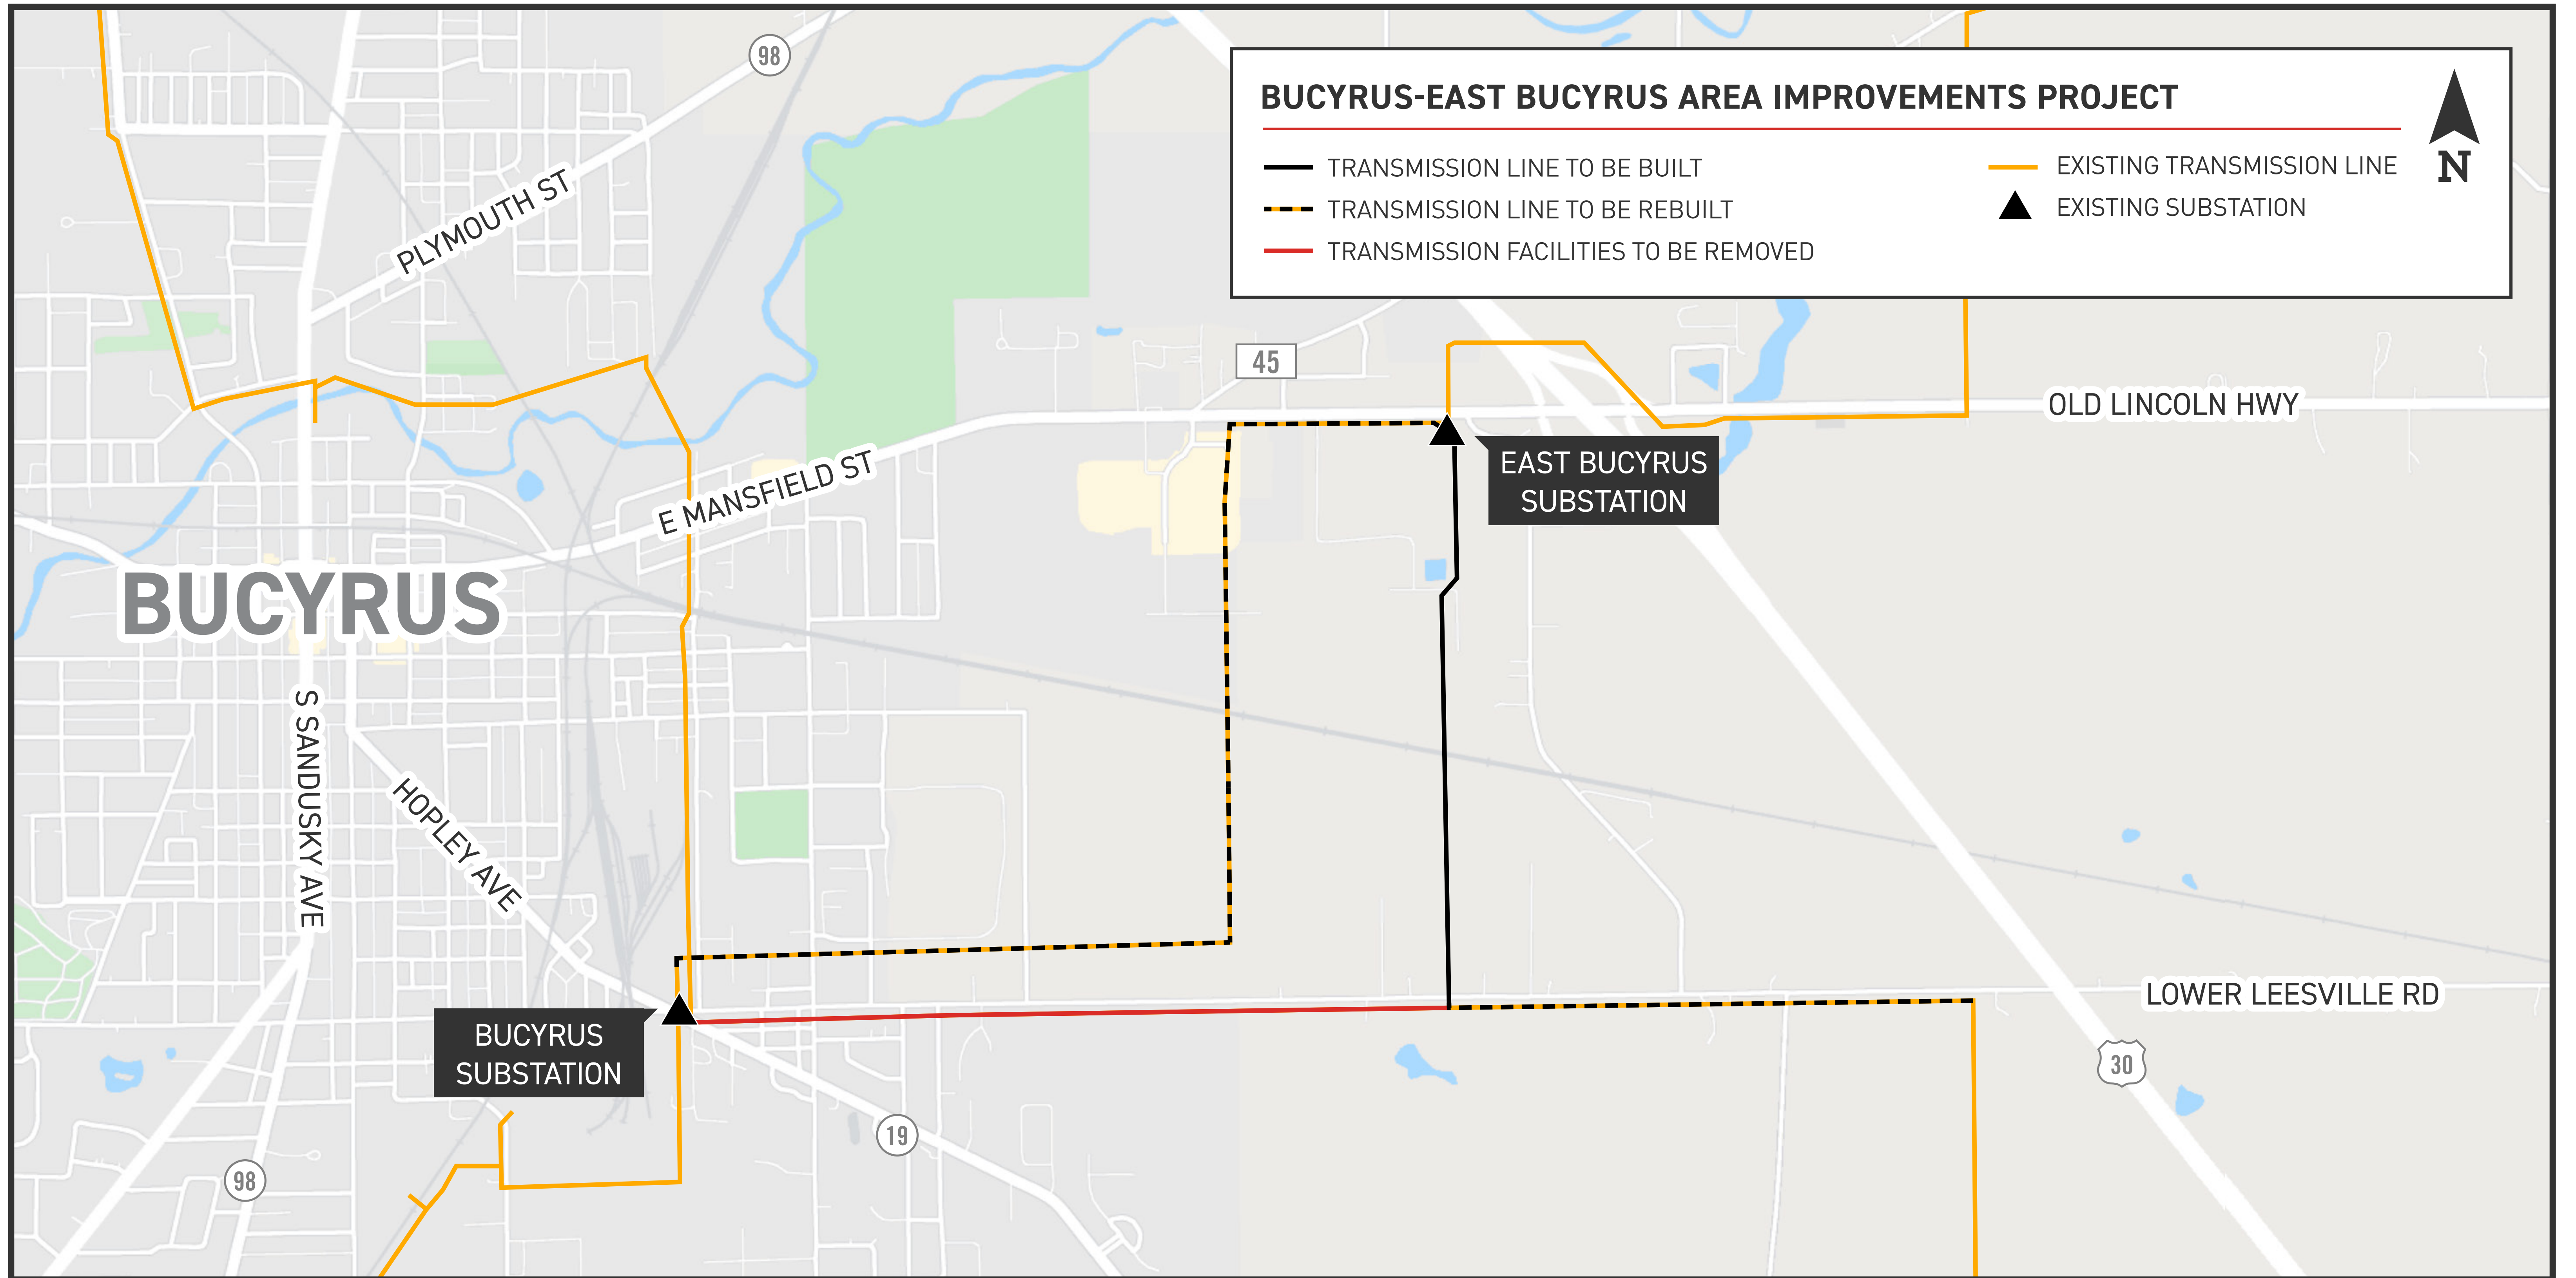 98
BUCYRUS-EAST BUCYRUS AREA IMPROVEMENTS PROJECT
TRANSMISSION LINE TO BE BUILT
TRANSMISSION LINE TO BE REBUILT
TRANSMISSION FACILITIES TO BE REMOVED
EXISTING TRANSMISSION LINE
EXISTING SUBSTATION
N
PLYMOUTH ST
45
OLD LINCOLN HWY
E MANSFIELD ST
EAST BUCYRUS
SUBSTATION
BUCYRUS
S SANDUSKY AVE
HOPLEY AVE
LOWER LEESVILLE RD
BUCYRUS
SUBSTATION
30
19
98